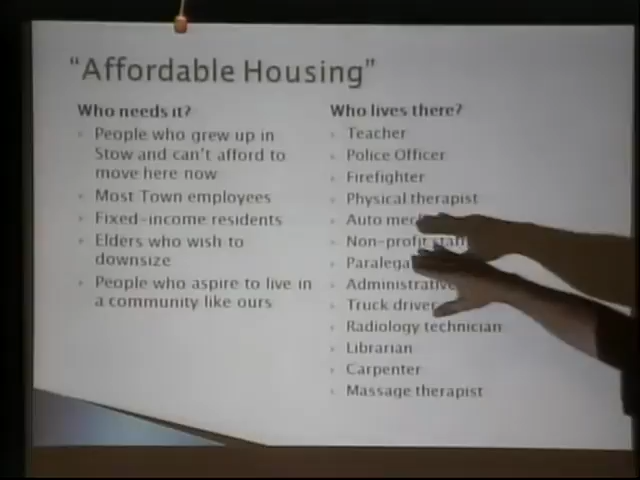 "Affordable Housing"
Who needs it?
People who grew up in
Stow and can't afford to
move here now
Most Town employees
Fixed-income residents
Elders who wish to
downsize
People who aspire to live in
a community like ours
Who lives there?
Teacher
Police Officer
Firefighter
Physical therapist
Auto
Non-profit staff
Paralegal
Administrative
Truck driver
Radiology technician
Librarian
Carpenter
Massage therapist